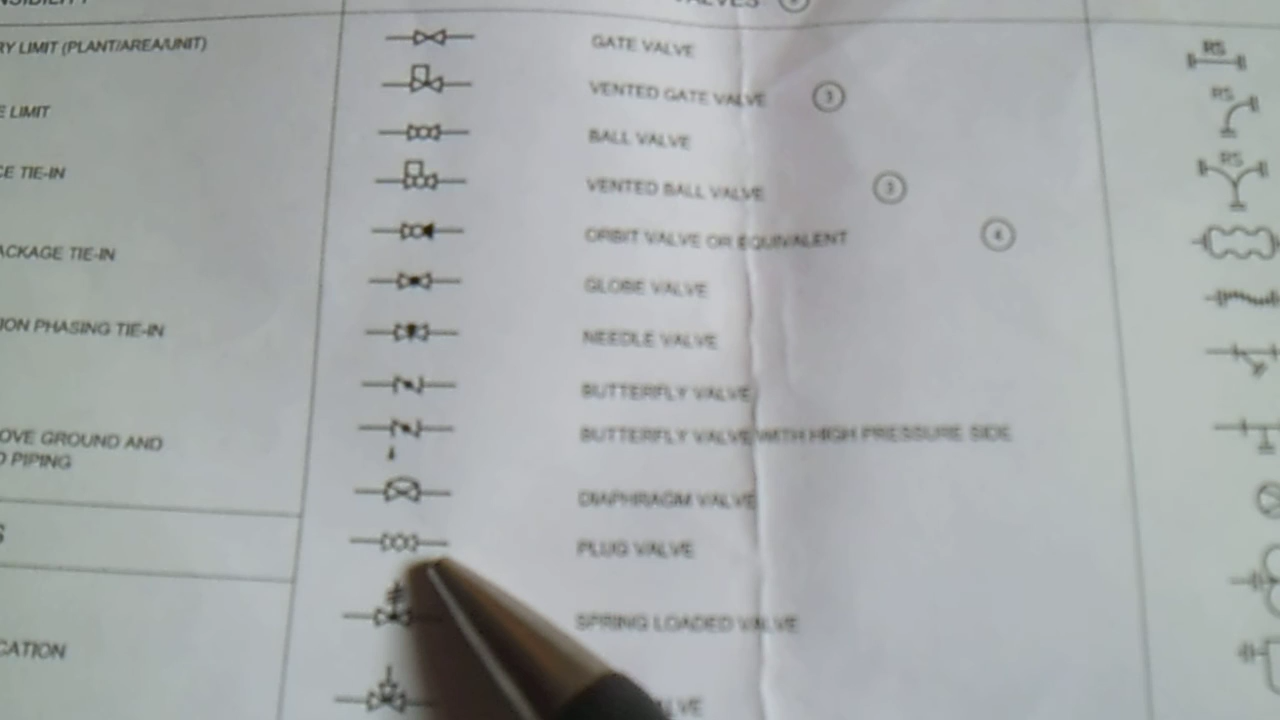 VALVES
RY LIMIT (PLANT/AREA/UNIT)
E LIMIT
CE TIE-IN
ACKAGE TIE-IN
ION PHASING TIE-IN
OVE GROUND AND
D PIPING
S
CATION
GATE VALVE
VENTED GATE VALVE 3
BALL VALVE
VENTED BALL VALVE 3
ORBIT VALVE OR EQUIVALENT 4
GLOBE VALVE
NEEDLE VALVE
BUTTERFLY VALVE
BUTTERFLY VALVE WITH HIGH PRESSURE SIDE
DIAPHRAGM VALVE
PLUG VALVE
SPRING LOADED VALVE
ALVE
RS
RS
RS